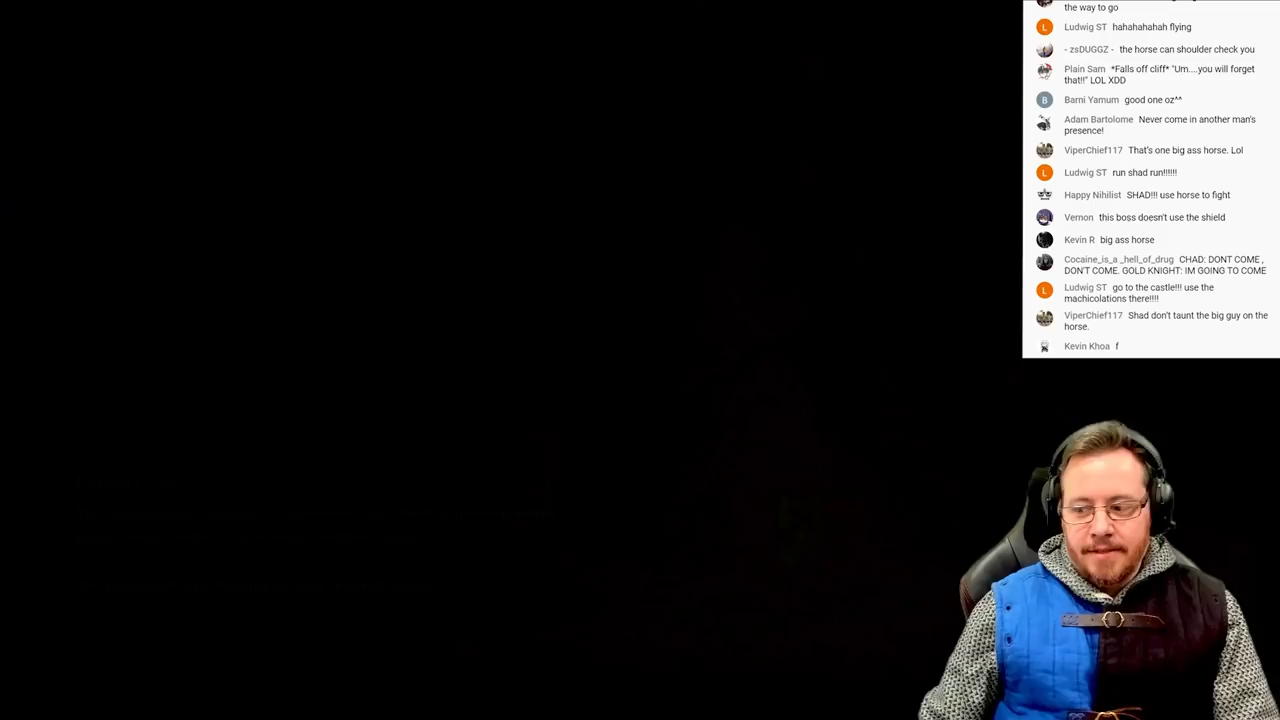 the way to go
Ludwig ST hahahahahah flying
- zsDUGGZ - the horse can shoulder check you
Plain Sam *Falls off cliff* "Um....you will forget
that!!" LOL XDD
Barni Yamum good one oz^^
Adam Bartolome Never come in another man's
presence!
ViperChief117 That's one big ass horse. Lol
Ludwig ST run shad run!!!!!!
Happy Nihilist SHAD!!! use horse to fight
Vernon this boss doesn't use the shield
Kevin R big ass horse
Cocaine_is_a _hell_of_drug CHAD: DONT COME ,
DON'T COME. GOLD KNIGHT: IM GOING TO COME
Ludwig ST go to the castle!!! use the
machicolations there!!!!
ViperChief117 Shad don't taunt the big guy on the
horse.
Kevin Khoa f